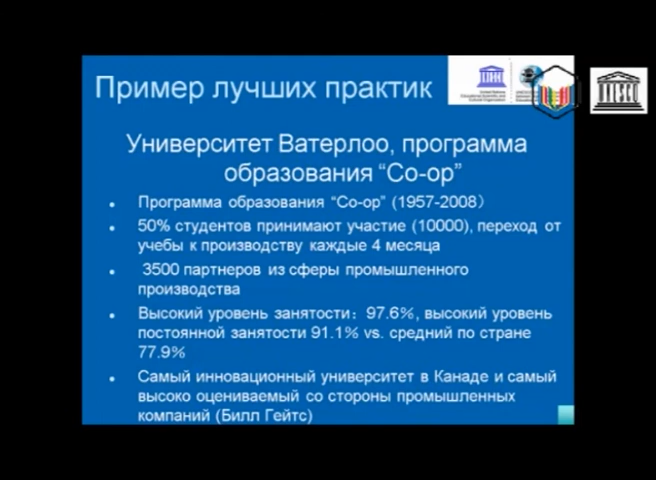 Пример лучших практик
Университет Ватерлоо, программа
образования “Co-op”
Программа образования “Co-op” (1957-2008)
50% студентов принимают участие (10000), переход от
учебы к производству каждые 4 месяца
3500 партнеров из сферы промышленного
производства
Высокий уровень занятости: 97.6%, высокий уровень
постоянной занятости 91.1% vs. средний по стране
77.9%
Самый инновационный университет в Канаде и самый
высоко оцениваемый со стороны промышленных
компаний (Билл Гейтс)